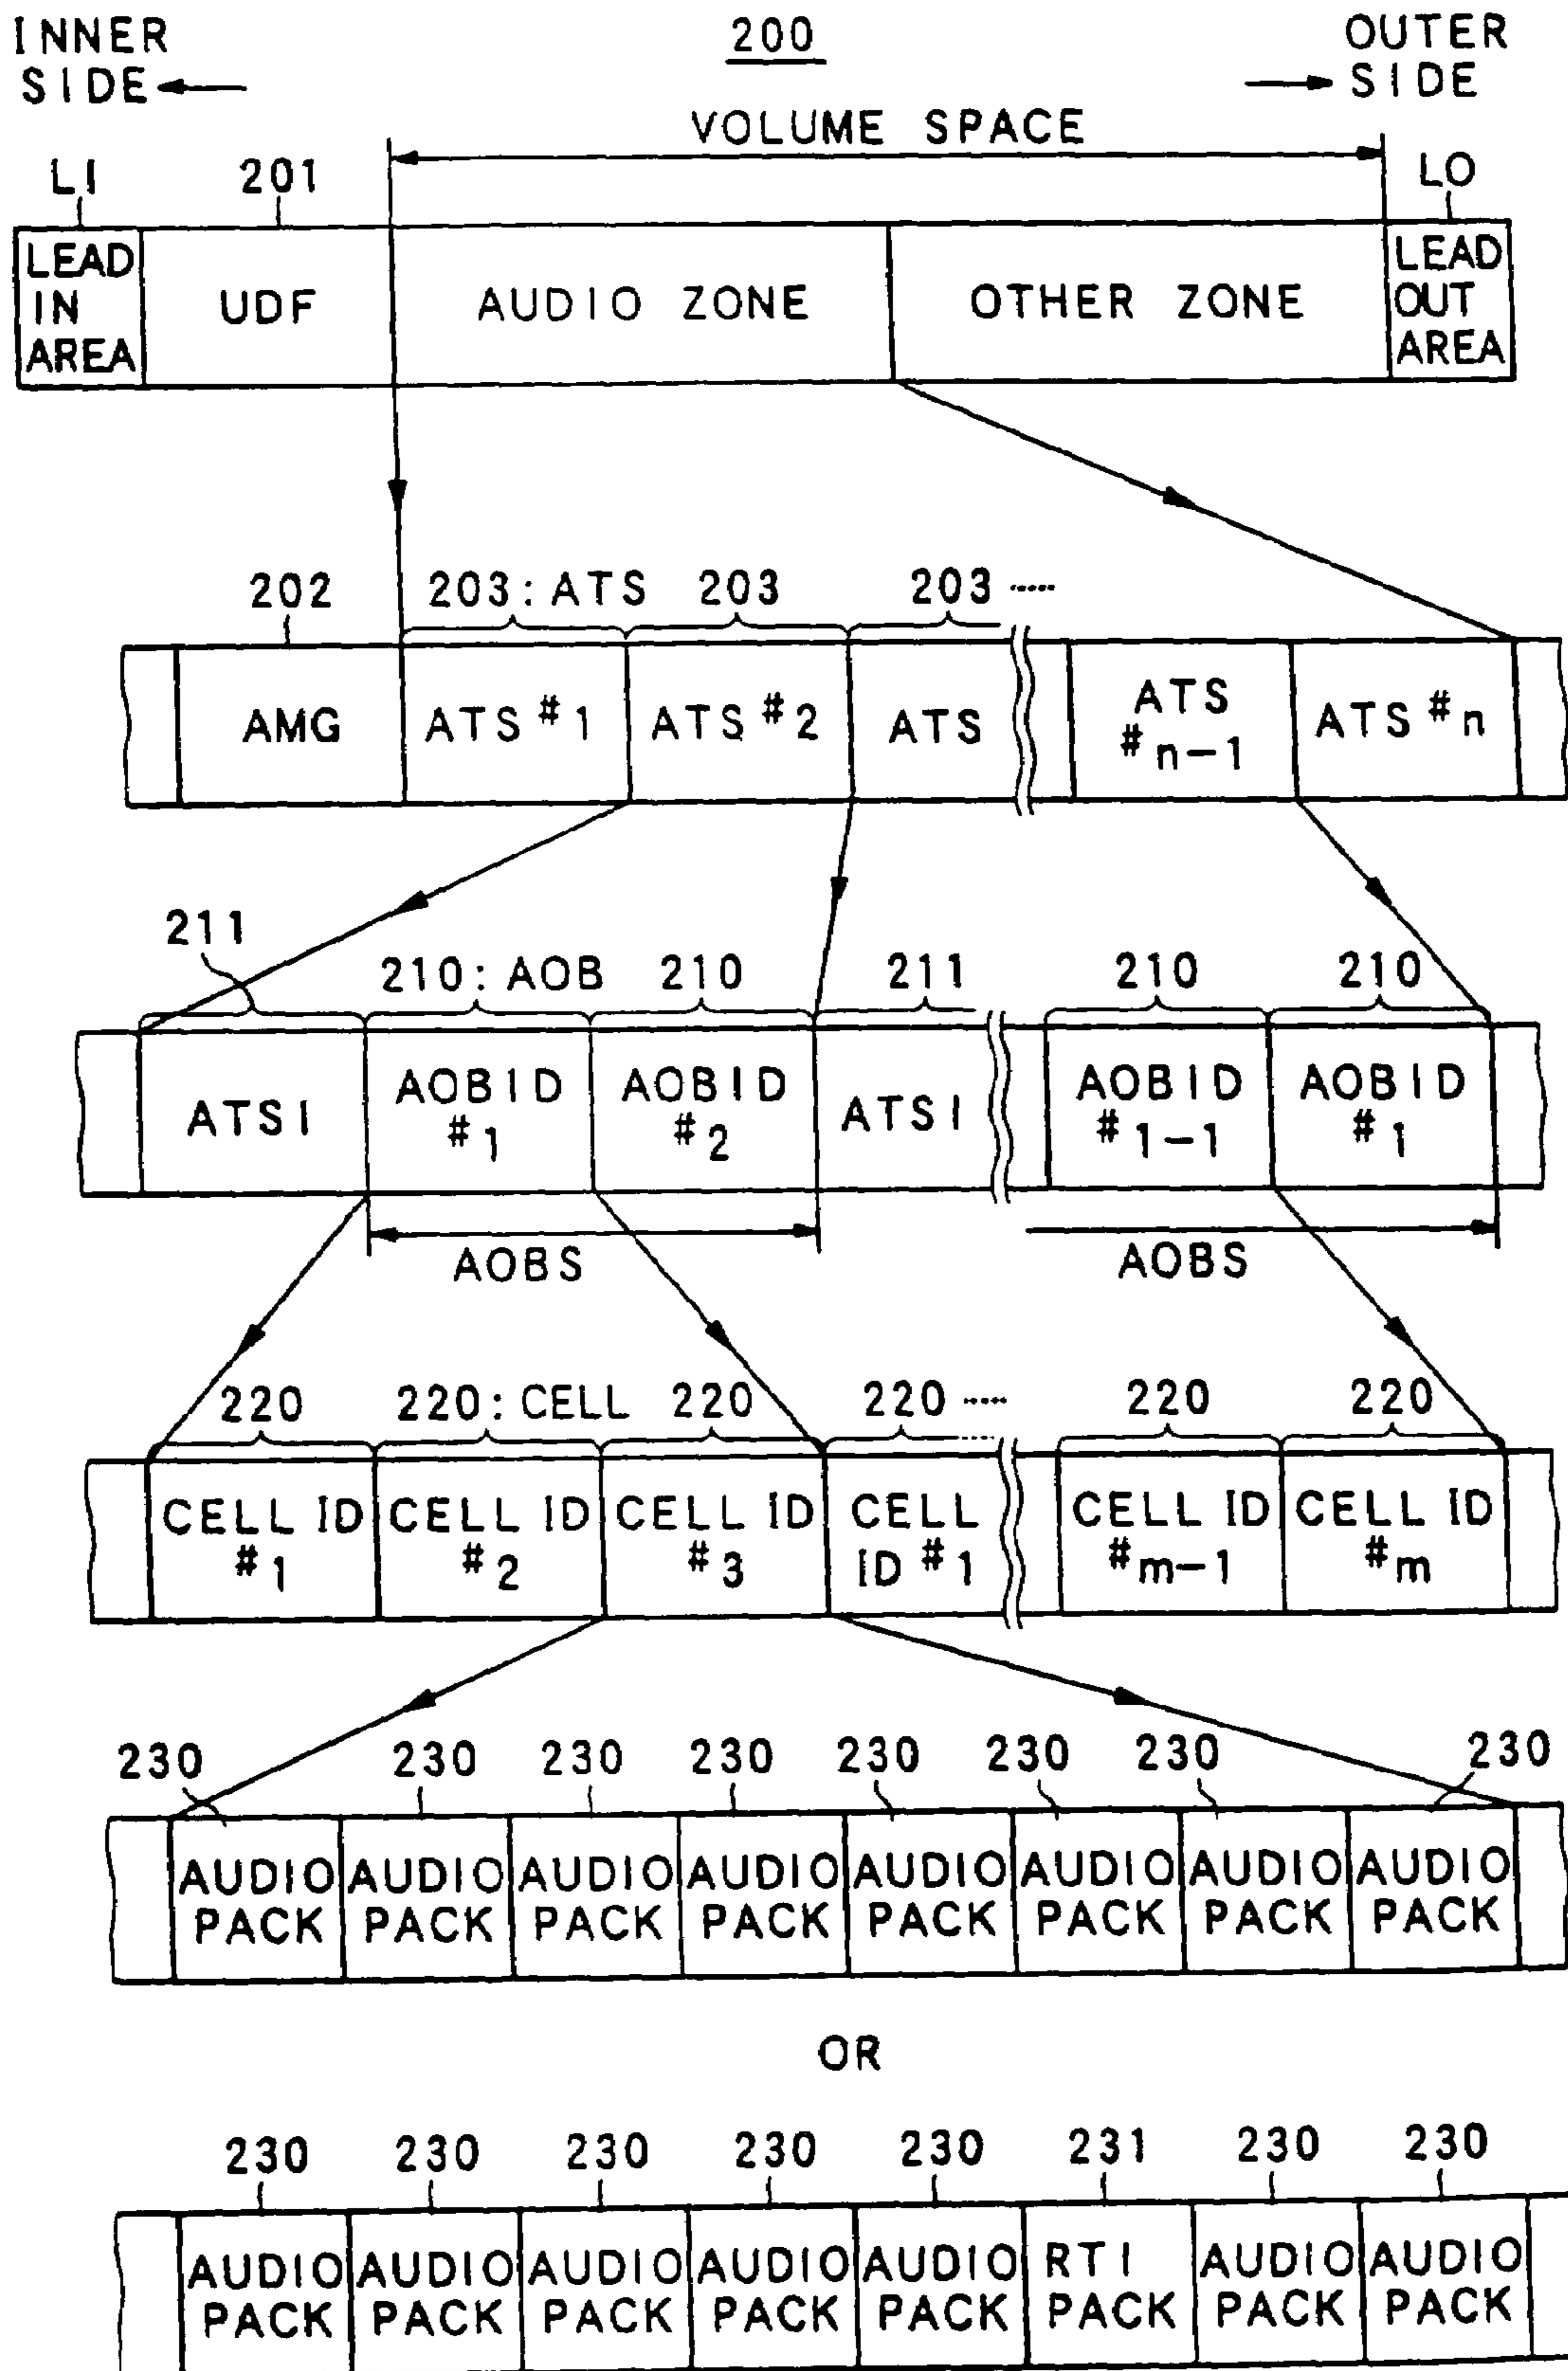 INNER SIDE
200
OUTER SIDE
VOLUME SPACE
LI 201 LO
LEAD IN AREA
UDF
AUDIO ZONE
OTHER ZONE
LEAD OUT AREA
202 203:ATS 203 203 .....
AMG
ATS #1
ATS #2
ATS
ATS #n-1
ATS #n
211 210:AOB 210 211 210 210
ATSI
AOBID #1
AOBID #2
ATSI
AOBID #1-1
AOBID #1
AOBS AOBS
220 220:CELL 220 220 ..... 220 220
CELL ID #1
CELL ID #2
CELL ID #3
CELL ID #1
CELL ID #m-1
CELL ID #m
230 230 230 230 230 230 230 230
AUDIO PACK
AUDIO PACK
AUDIO PACK
AUDIO PACK
AUDIO PACK
AUDIO PACK
AUDIO PACK
AUDIO PACK
OR
230 230 230 230 230 231 230 230
AUDIO PACK
AUDIO PACK
AUDIO PACK
AUDIO PACK
AUDIO PACK
RTI PACK
AUDIO PACK
AUDIO PACK